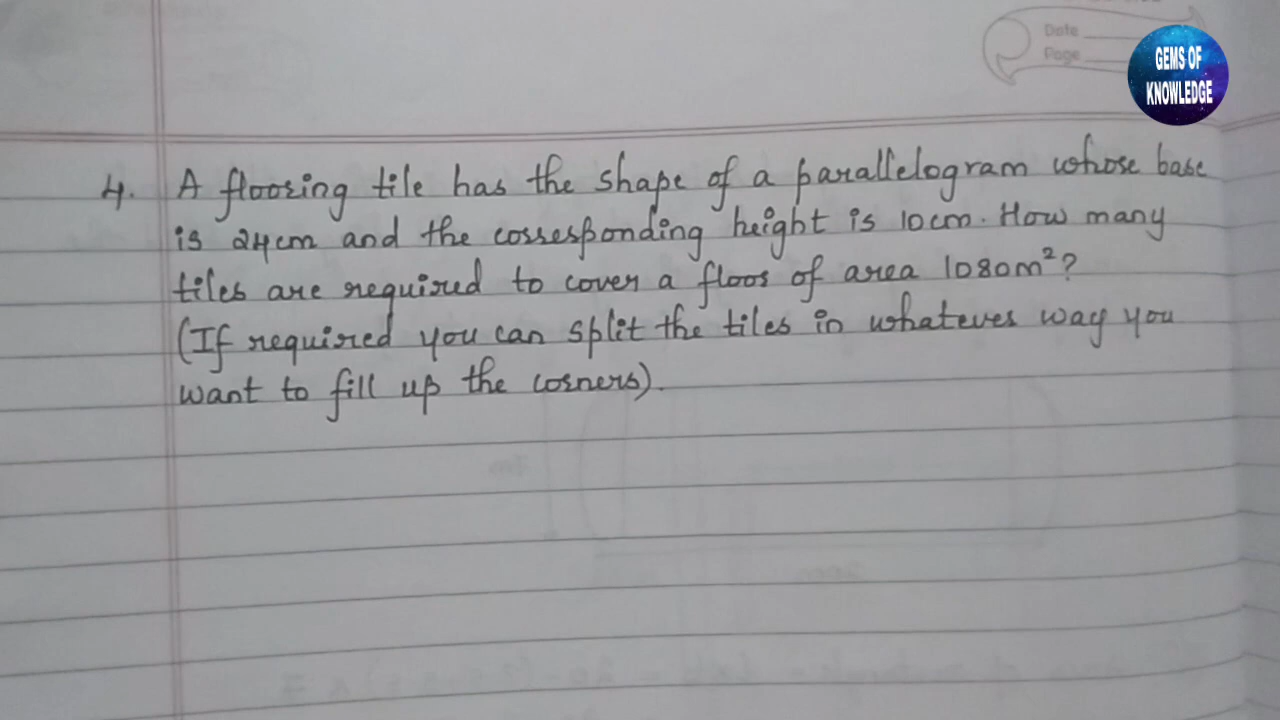 Date
Page
GEMS OF
KNOWLEDGE
4. A flooring tile has the shape of a parallelogram whose base
is 24cm and the corresponding height is 10cm. How many
tiles are required to cover a floor of area 1080m²?
(If required you can split the tiles in whatever way you
want to fill up the corners).